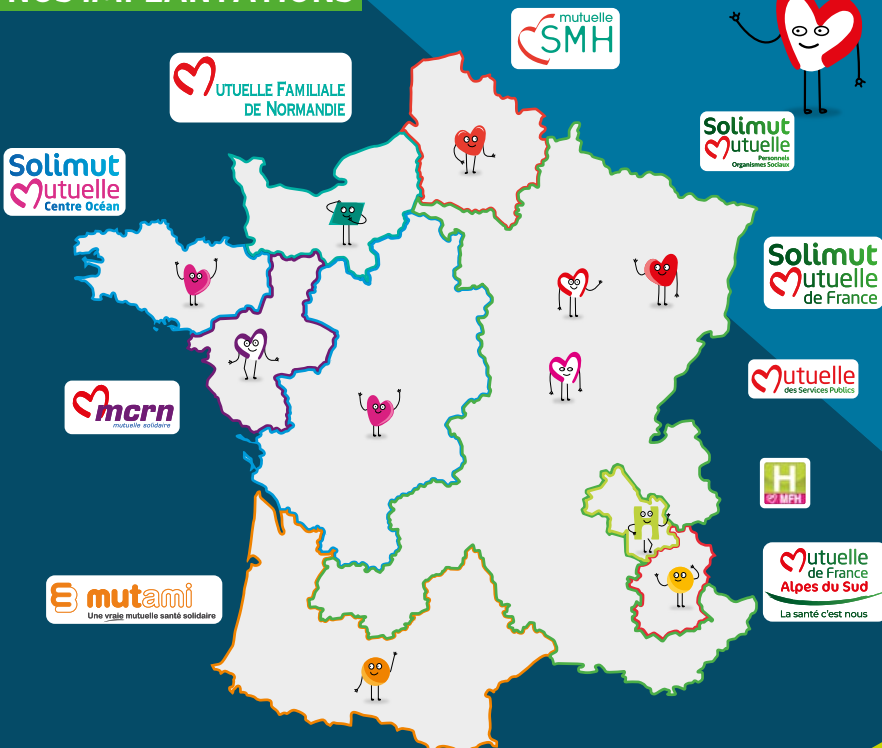 NOS IMPLANTATIONS
mutuelle
SMH
MUTUELLE FAMILIALE
DE NORMANDIE
Solimut
Mutuelle
Personnels
Organismes Sociaux
Solimut
Mutuelle
Centre Océan
Solimut
Mutuelle
de France
Mutuelle
des Services Publics
mcrn
mutuelle solidaire
H
MFH
H
Mutuelle
de France
Alpes du Sud
La santé c'est nous
mutami
Une vraie mutuelle santé solidaire